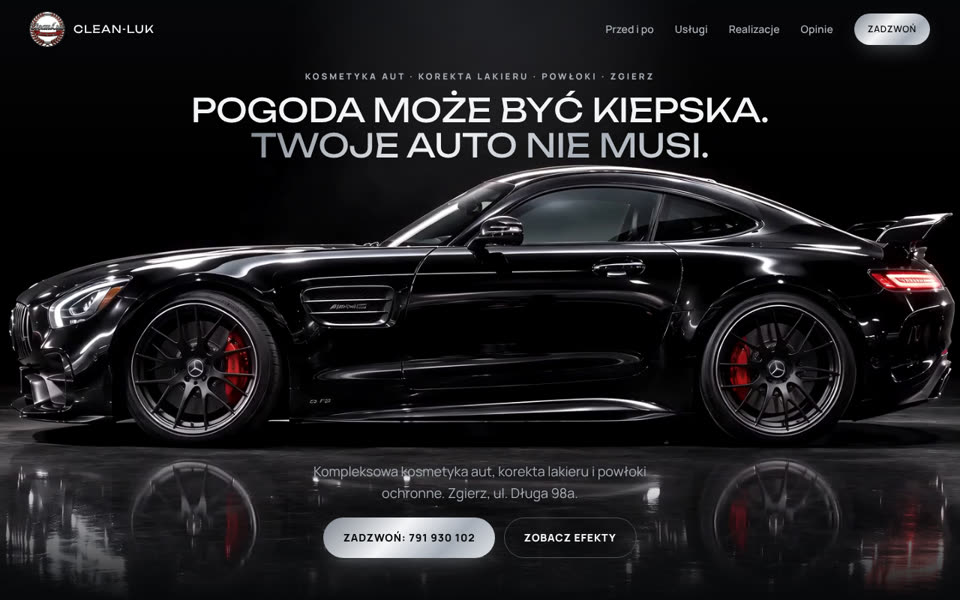 CLEAN·LUK
Przed i po
Usługi
Realizacje
Opinie
ZADZWOŃ
KOSMETYKA AUT · KOREKTA LAKIERU · POWŁOKI · ZGIERZ
POGODA MOŻE BYĆ KIEPSKA.
TWOJE AUTO NIE MUSI.
AMG
Kompleksowa kosmetyka aut, korekta lakieru i powłoki
ochronne. Zgierz, ul. Długa 98a.
ZADZWOŃ: 791 930 102
ZOBACZ EFEKTY